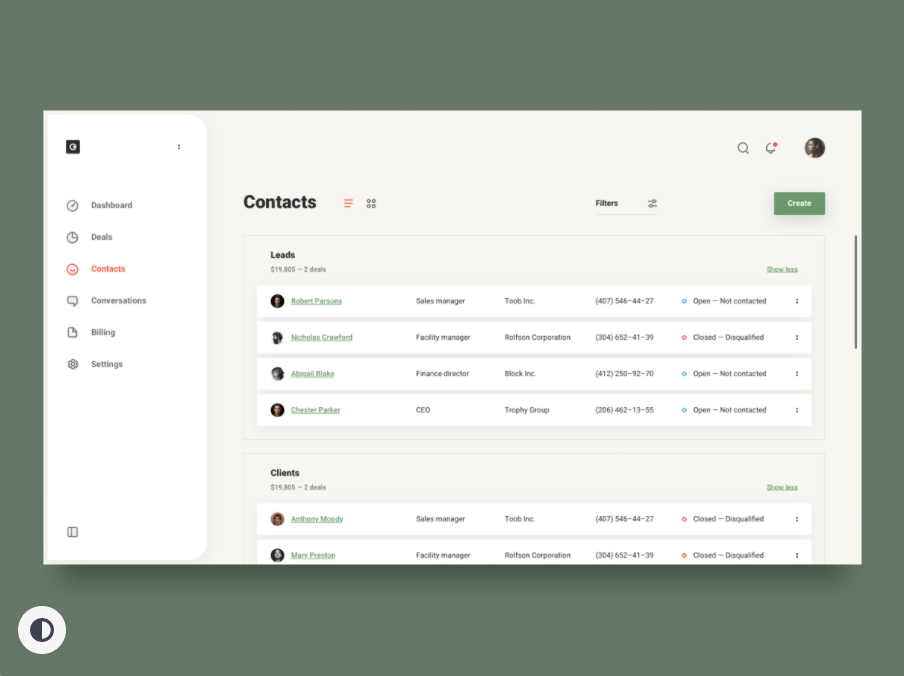 Dashboard
Deals
Contacts
Conversations
Billing
Settings
Contacts
Filters
Create
Leads
$19,805 — 2 deals
Show less
Robert Parsons Sales manager Toob Inc. (407) 546–44–27 Open — Not contacted
Nicholas Crawford Facility manager Rolfson Corporation (304) 652–41–39 Closed — Disqualified
Abigail Blake Finance director Block Inc. (412) 250–92–70 Open — Not contacted
Chester Parker CEO Trophy Group (206) 462–13–55 Open — Not contacted
Clients
$19,805 — 2 deals
Show less
Anthony Moody Sales manager Toob Inc. (407) 546–44–27 Closed — Disqualified
Mary Preston Facility manager Rolfson Corporation (304) 652–41–39 Closed — Disqualified